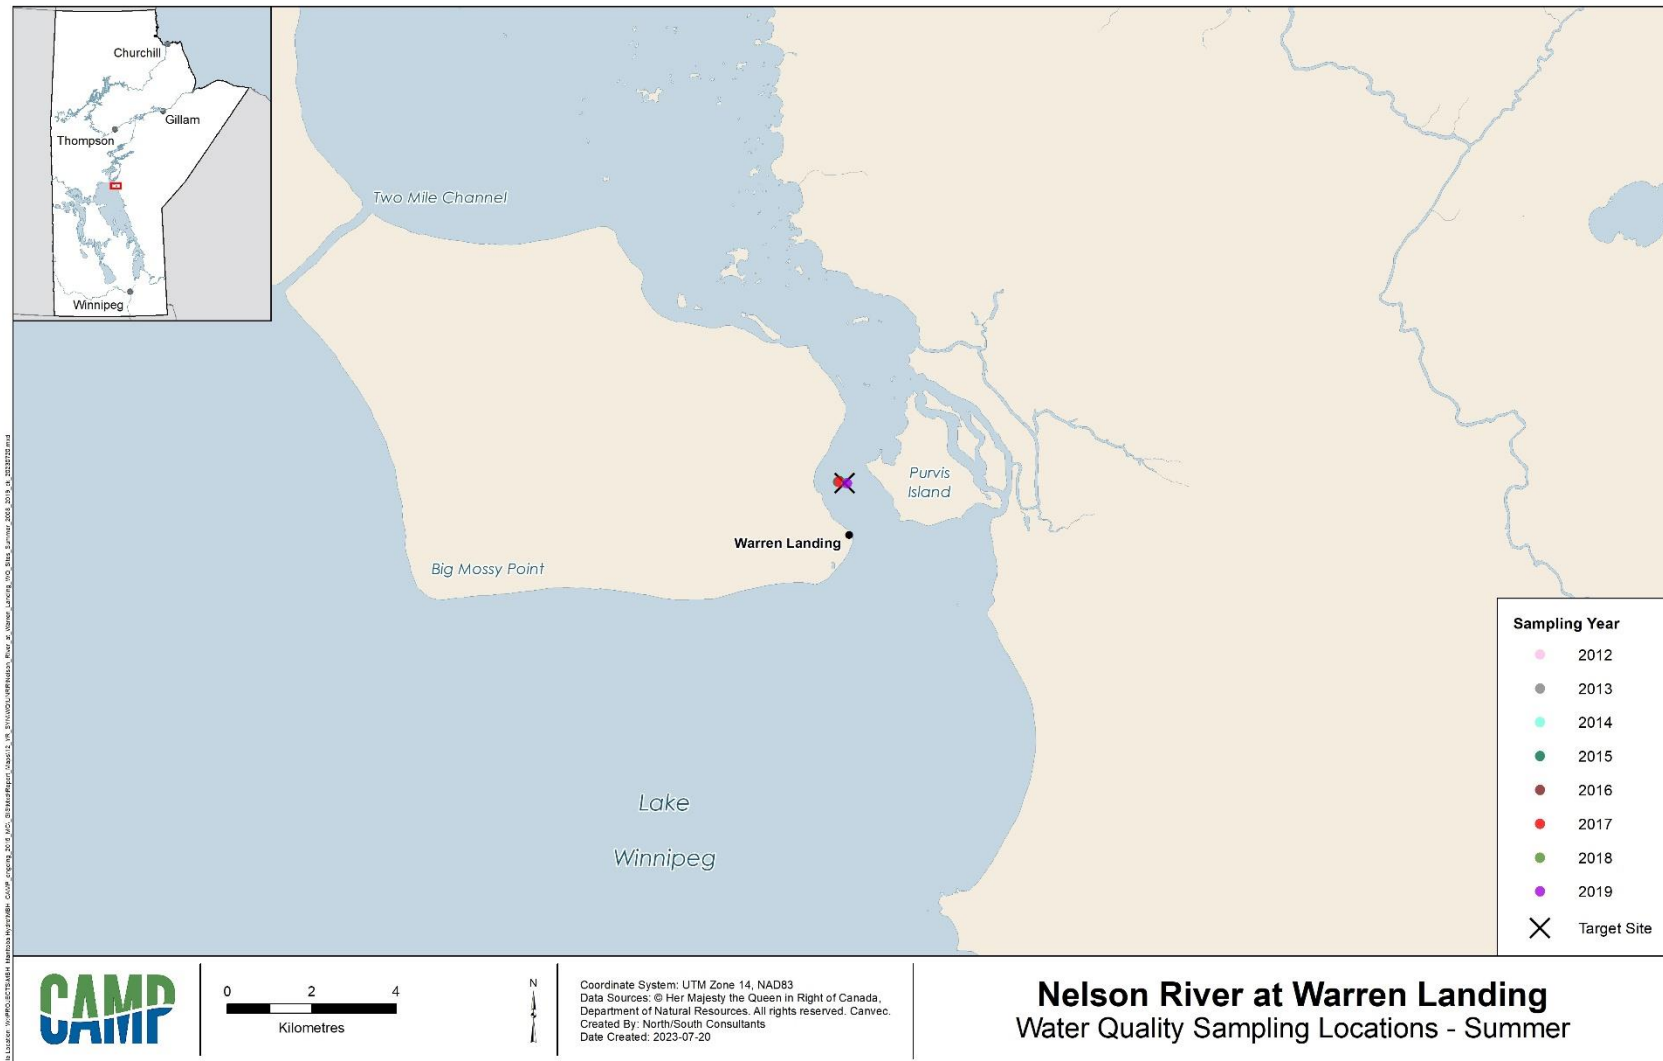 Churchill
Gillam
Thompson
Winnipeg
Two Mile Channel
Purvis
Island
Warren Landing
Big Mossy Point
Lake
Winnipeg
Sampling Year
2012
2013
2014
2015
2016
2017
2018
2019
Target Site
CAMP
0 2 4
Kilometres
N
Coordinate System: UTM Zone 14, NAD83
Data Sources: © Her Majesty the Queen in Right of Canada,
Department of Natural Resources. All rights reserved. Canvec.
Created By: North/South Consultants
Date Created: 2023-07-20
Nelson River at Warren Landing
Water Quality Sampling Locations - Summer